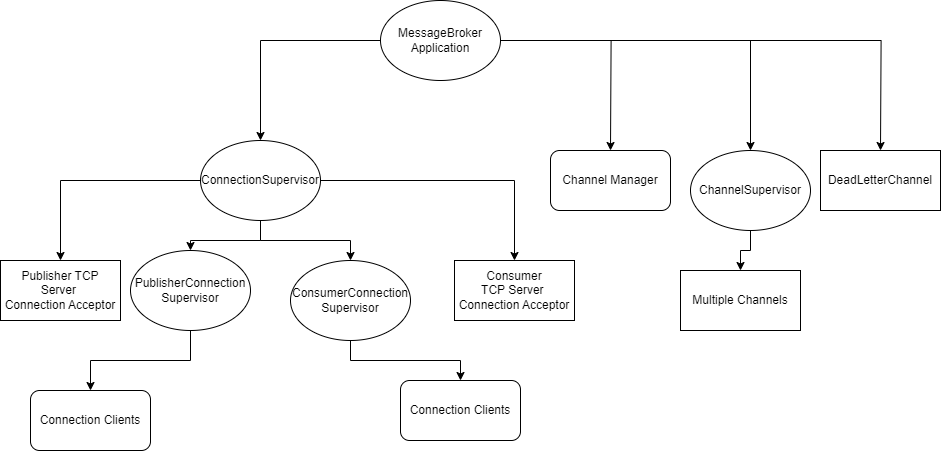 MessageBroker
Application
ConnectionSupervisor
Channel Manager
ChannelSupervisor
DeadLetterChannel
Publisher TCP
Server
Connection Acceptor
PublisherConnection
Supervisor
ConsumerConnection
Supervisor
Consumer
TCP Server
Connection Acceptor
Multiple Channels
Connection Clients
Connection Clients